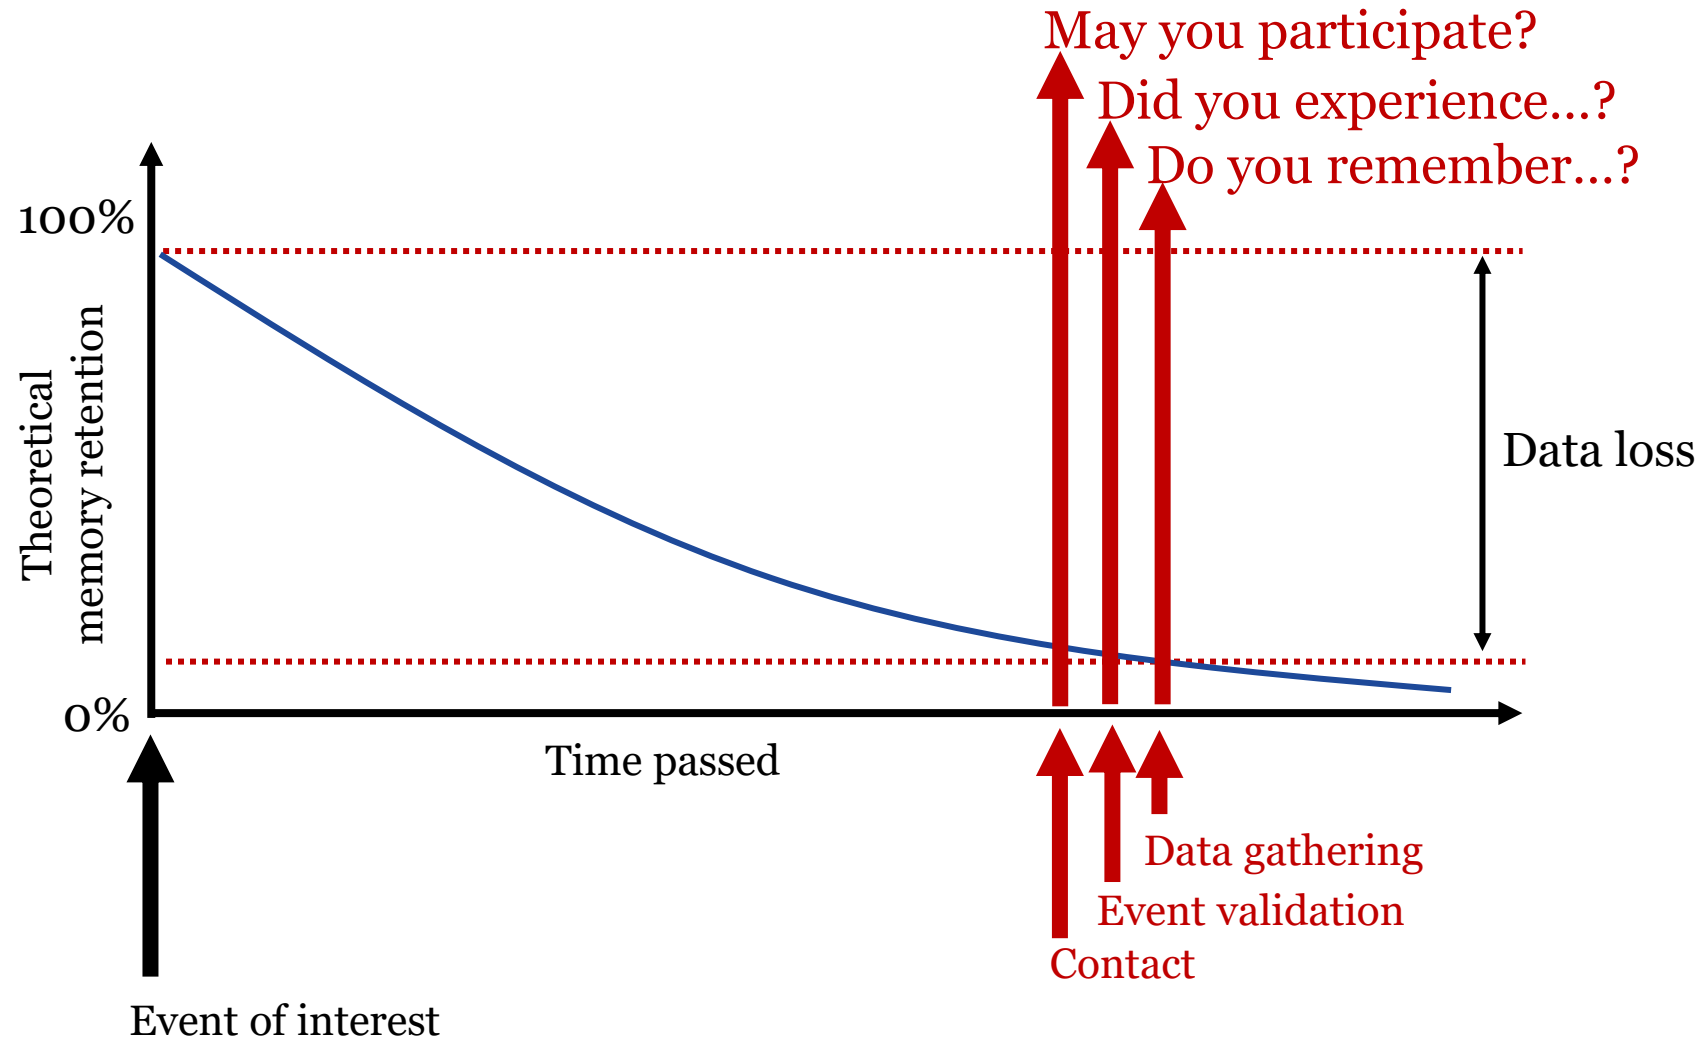 May you participate?
Did you experience...?
Do you remember...?
100%
Theoretical
memory retention
Data loss
0%
Time passed
Data gathering
Event validation
Contact
Event of interest